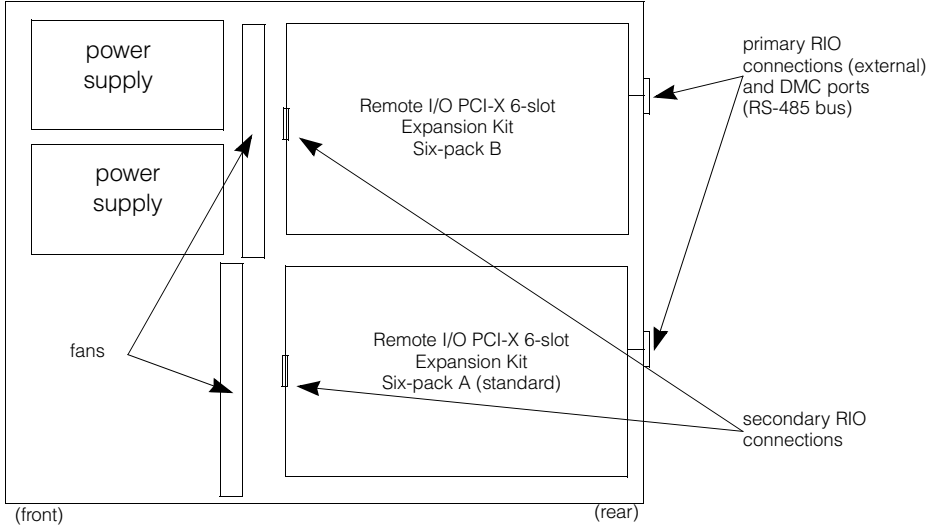 power
supply
power
supply
Remote I/O PCI-X 6-slot
Expansion Kit
Six-pack B
primary RIO
connections (external)
and DMC ports
(RS-485 bus)
fans
Remote I/O PCI-X 6-slot
Expansion Kit
Six-pack A (standard)
secondary RIO
connections
(front)
(rear)